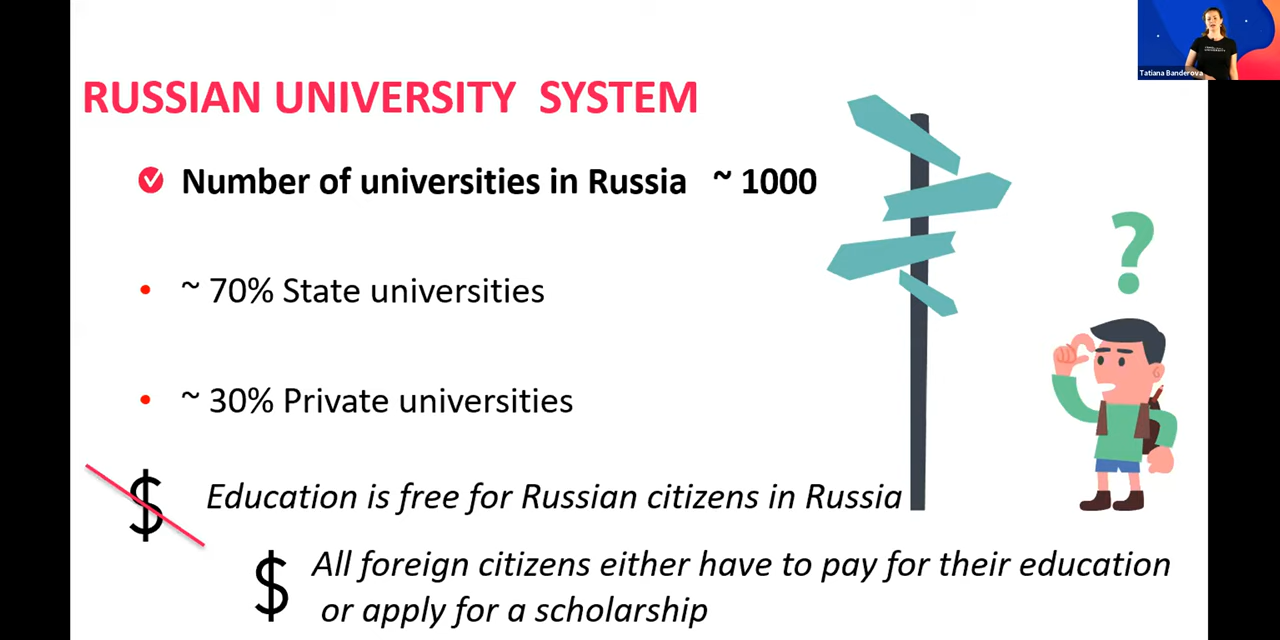 RUSSIAN UNIVERSITY SYSTEM
Number of universities in Russia ~ 1000
• ~ 70% State universities
• ~ 30% Private universities
$ Education is free for Russian citizens in Russia
$ All foreign citizens either have to pay for their education
or apply for a scholarship
?
Tatiana Banderova